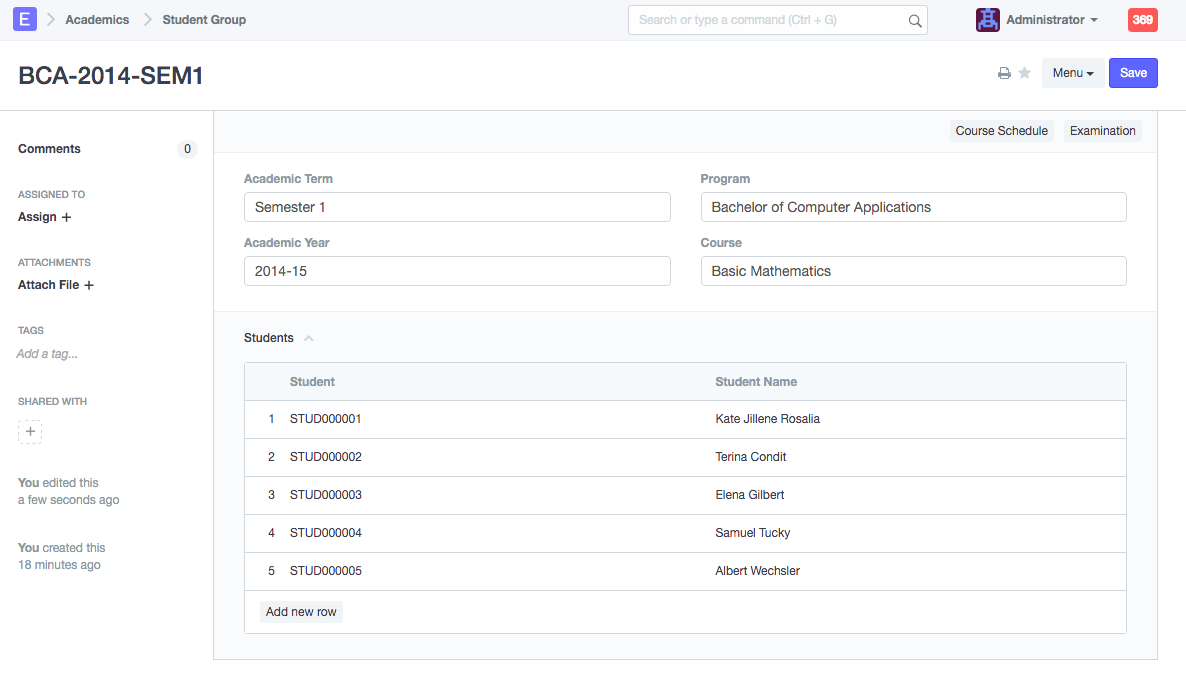 E Academics Student Group Search or type a command (Ctrl + G) Administrator 369
BCA-2014-SEM1 Menu Save
Course Schedule Examination
Comments 0
ASSIGNED TO
Assign +
ATTACHMENTS
Attach File +
TAGS
Add a tag...
SHARED WITH
+
You edited this
a few seconds ago
You created this
18 minutes ago
Academic Term
Semester 1
Program
Bachelor of Computer Applications
Academic Year
2014-15
Course
Basic Mathematics
Students
Student Student Name
1 STUD000001 Kate Jillene Rosalia
2 STUD000002 Terina Condit
3 STUD000003 Elena Gilbert
4 STUD000004 Samuel Tucky
5 STUD000005 Albert Wechsler
Add new row